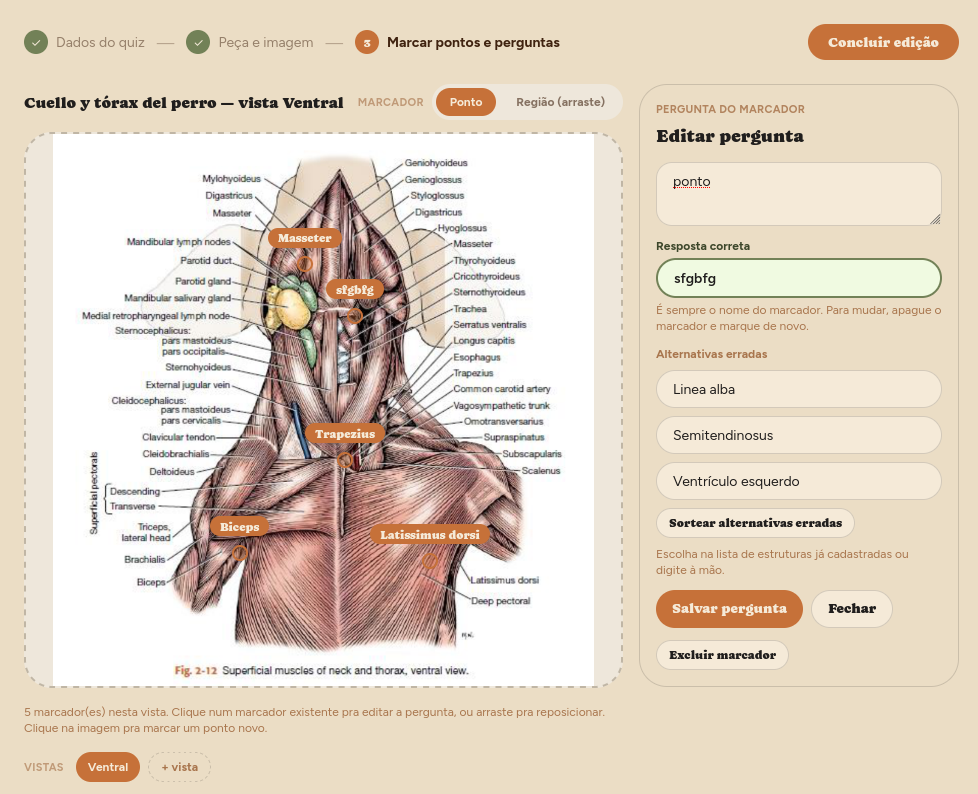 Dados do quiz
Peça e imagem
3 Marcar pontos e perguntas
Concluir edição
Cuello y tórax del perro — vista Ventral
MARCADOR
Ponto
Região (arraste)
Mylohyoideus
Digastricus
Masseter
Mandibular lymph nodes
Parotid duct
Parotid gland
Mandibular salivary gland
Medial retropharyngeal lymph node
Sternocephalicus:
pars mastoideus
pars occipitalis
Sternohyoideus
External jugular vein
Cleidocephalicus:
pars mastoideus
pars cervicalis
Clavicular tendon
Cleidobrachialis
Deltoideus
Superficial pectorals
Descending
Transverse
Triceps,
lateral head
Brachialis
Biceps
Geniohyoideus
Genioglossus
Styloglossus
Digastricus
Hyoglossus
Masseter
Thyrohyoideus
Cricothyroideus
Sternothyroideus
Trachea
Serratus ventralis
Longus capitis
Esophagus
Trapezius
Common carotid artery
Vagosympathetic trunk
Omotransversarius
Supraspinatus
Subscapularis
Scalenus
Latissimus dorsi
Deep pectoral
Masseter
sfgbfg
Trapezius
Biceps
Latissimus dorsi
Fig. 2-12 Superficial muscles of neck and thorax, ventral view.
5 marcador(es) nesta vista. Clique num marcador existente pra editar a pergunta, ou arraste pra reposicionar.
Clique na imagem pra marcar um ponto novo.
VISTAS
Ventral
+ vista
PERGUNTA DO MARCADOR
Editar pergunta
ponto
Resposta correta
sfgbfg
É sempre o nome do marcador. Para mudar, apague o
marcador e marque de novo.
Alternativas erradas
Linea alba
Semitendinosus
Ventrículo esquerdo
Sortear alternativas erradas
Escolha na lista de estruturas já cadastradas ou
digite à mão.
Salvar pergunta
Fechar
Excluir marcador